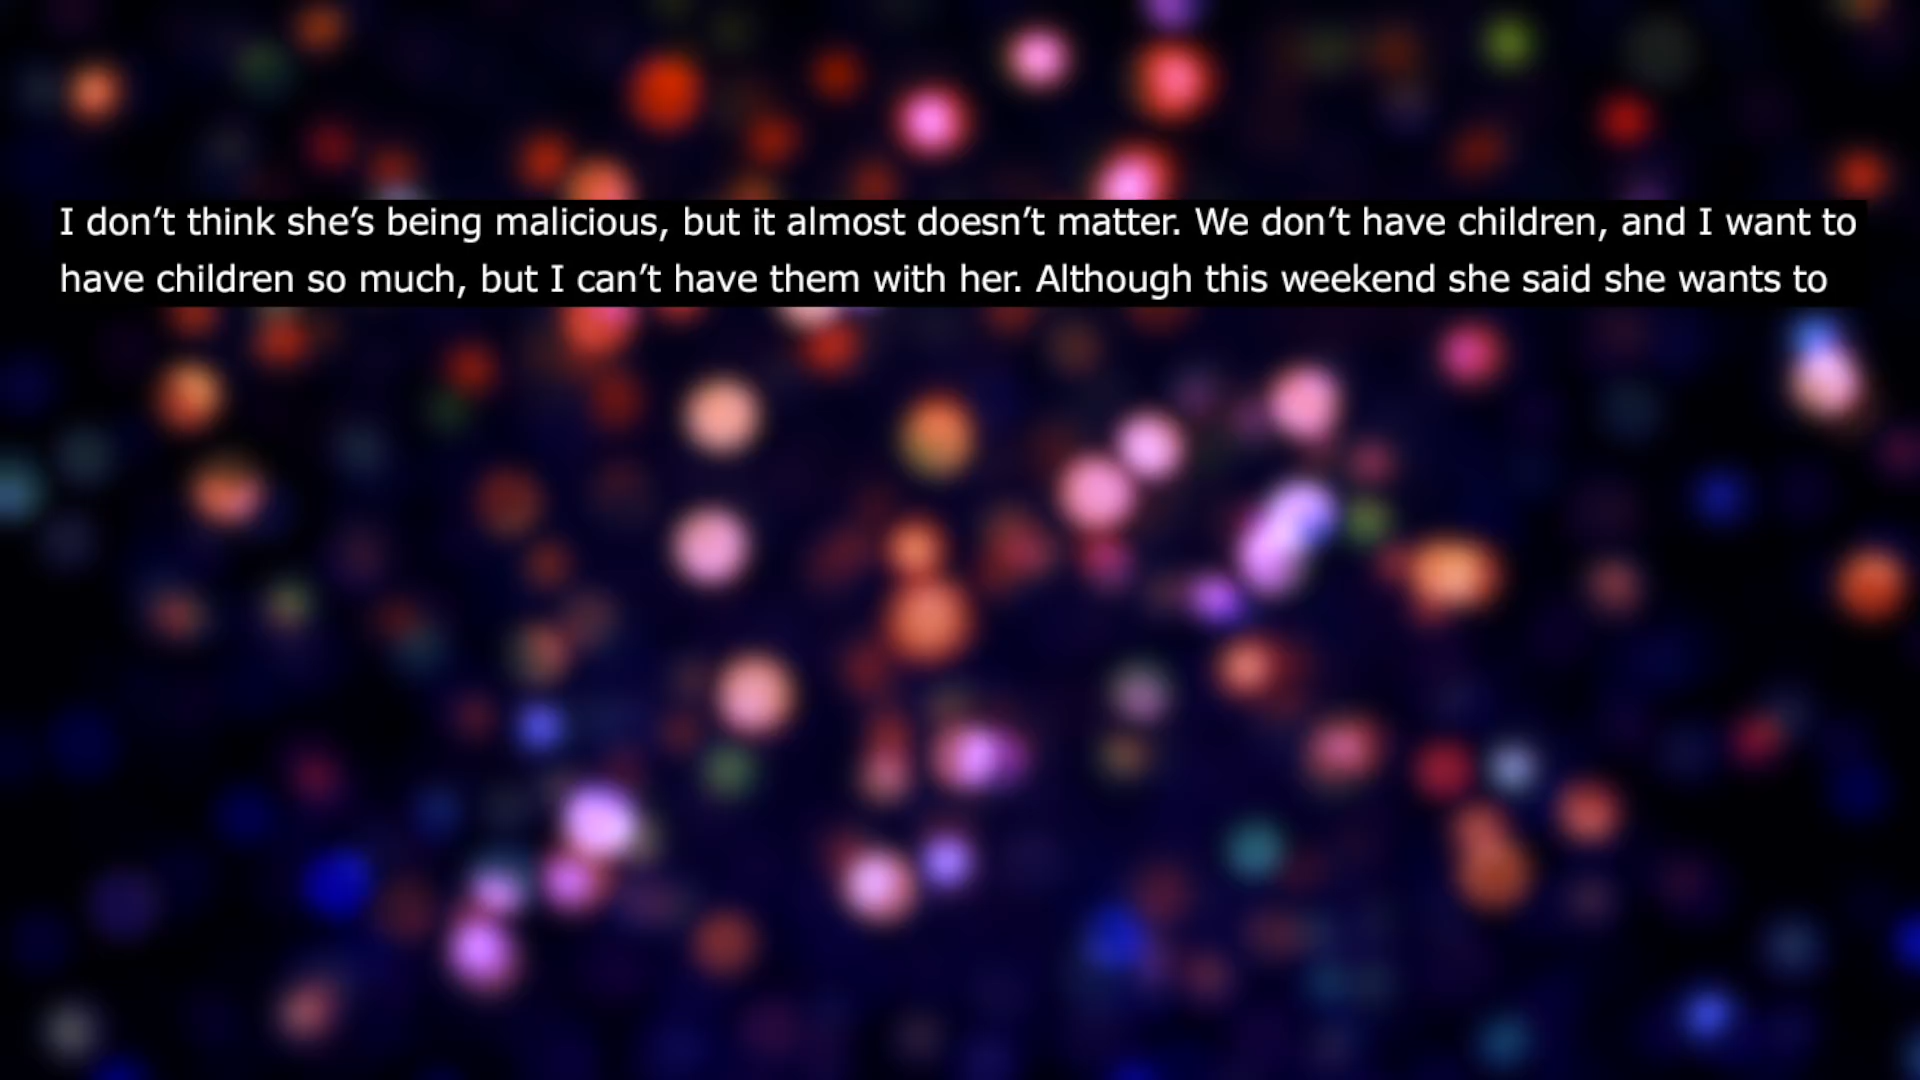 I don’t think she’s being malicious, but it almost doesn’t matter. We don’t have children, and I want to
have children so much, but I can’t have them with her. Although this weekend she said she wants to